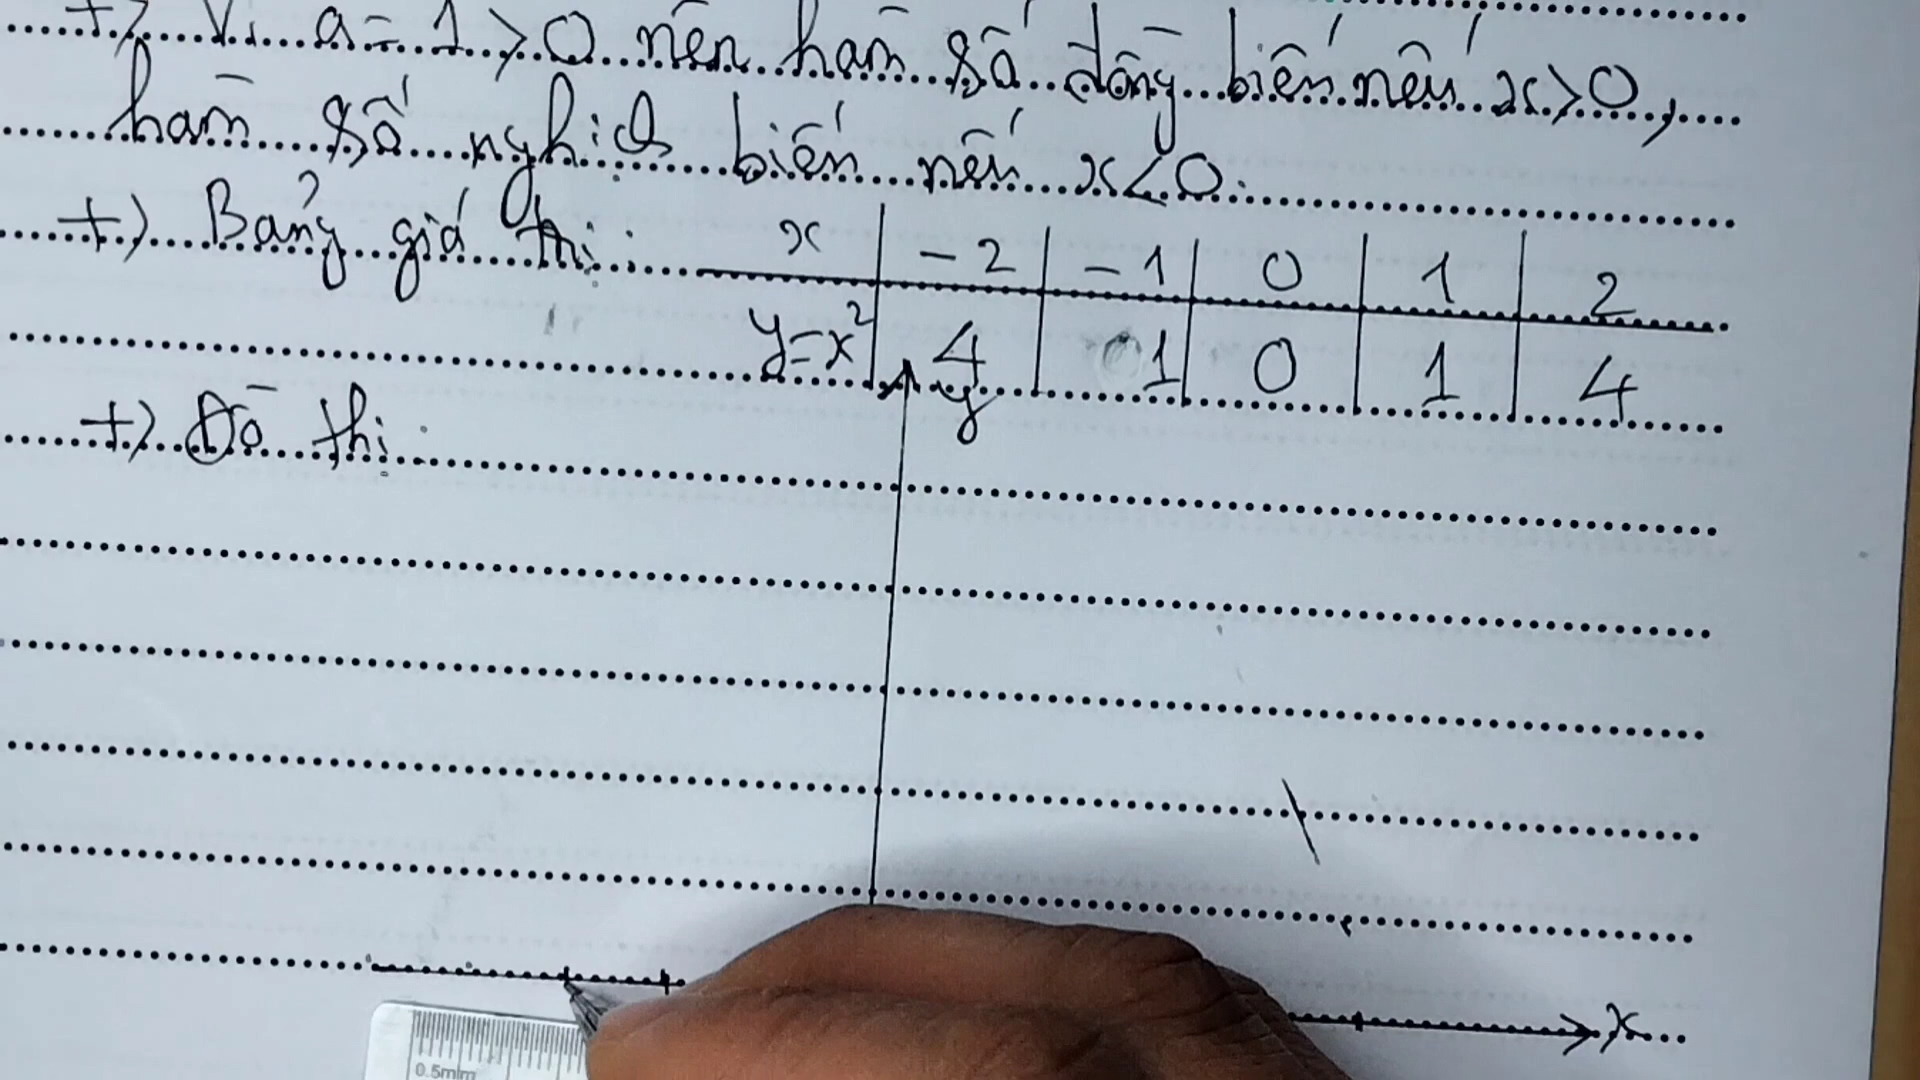 +) Vì a = 1 > 0 nên hàm số đồng biến nếu x > 0,
hàm số nghịch biến nếu x < 0.
+) Bảng giá trị: x | -2 | -1 | 0 | 1 | 2
y = x² | 4 | 1 | 0 | 1 | 4
y
+) Đồ thị:
x
0.5mm